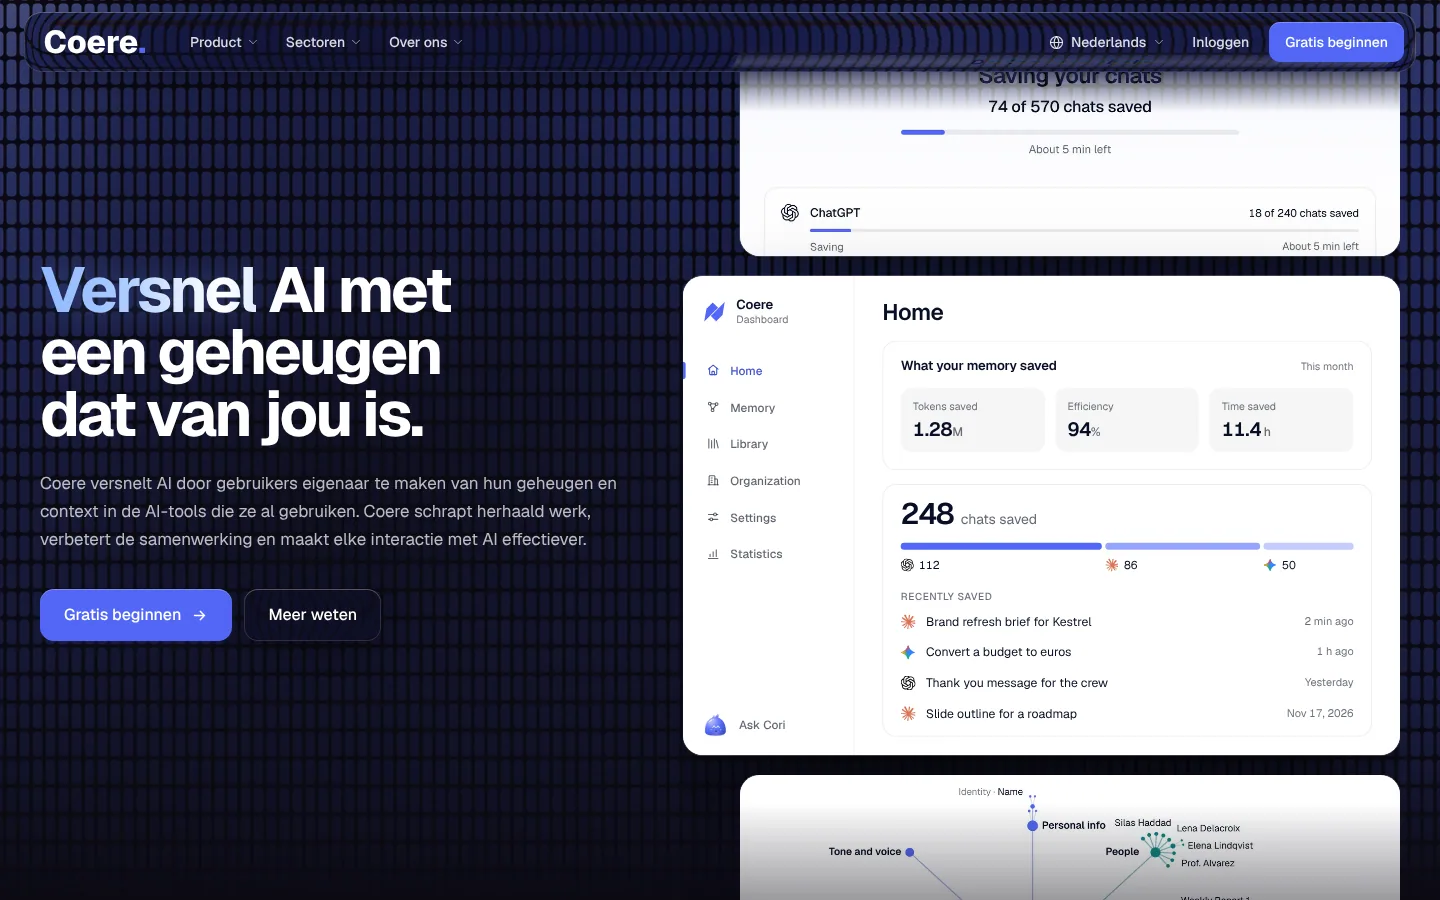 Coere.
Product
Sectoren
Over ons
Nederlands
Inloggen
Gratis beginnen
Versnel AI met
een geheugen
dat van jou is.
Coere versnelt AI door gebruikers eigenaar te maken van hun geheugen en
context in de AI-tools die ze al gebruiken. Coere schrapt herhaald werk,
verbetert de samenwerking en maakt elke interactie met AI effectiever.
Gratis beginnen →
Meer weten
Saving your chats
74 of 570 chats saved
About 5 min left
ChatGPT
18 of 240 chats saved
Saving
About 5 min left
Coere
Dashboard
Home
Memory
Library
Organization
Settings
Statistics
Ask Cori
Home
What your memory saved
This month
Tokens saved
1.28M
Efficiency
94%
Time saved
11.4 h
248 chats saved
112
86
50
RECENTLY SAVED
Brand refresh brief for Kestrel
2 min ago
Convert a budget to euros
1 h ago
Thank you message for the crew
Yesterday
Slide outline for a roadmap
Nov 17, 2026
Identity · Name
Personal info
Silas Haddad
Lena Delacroix
Tone and voice
People
Elena Lindqvist
Prof. Alvarez